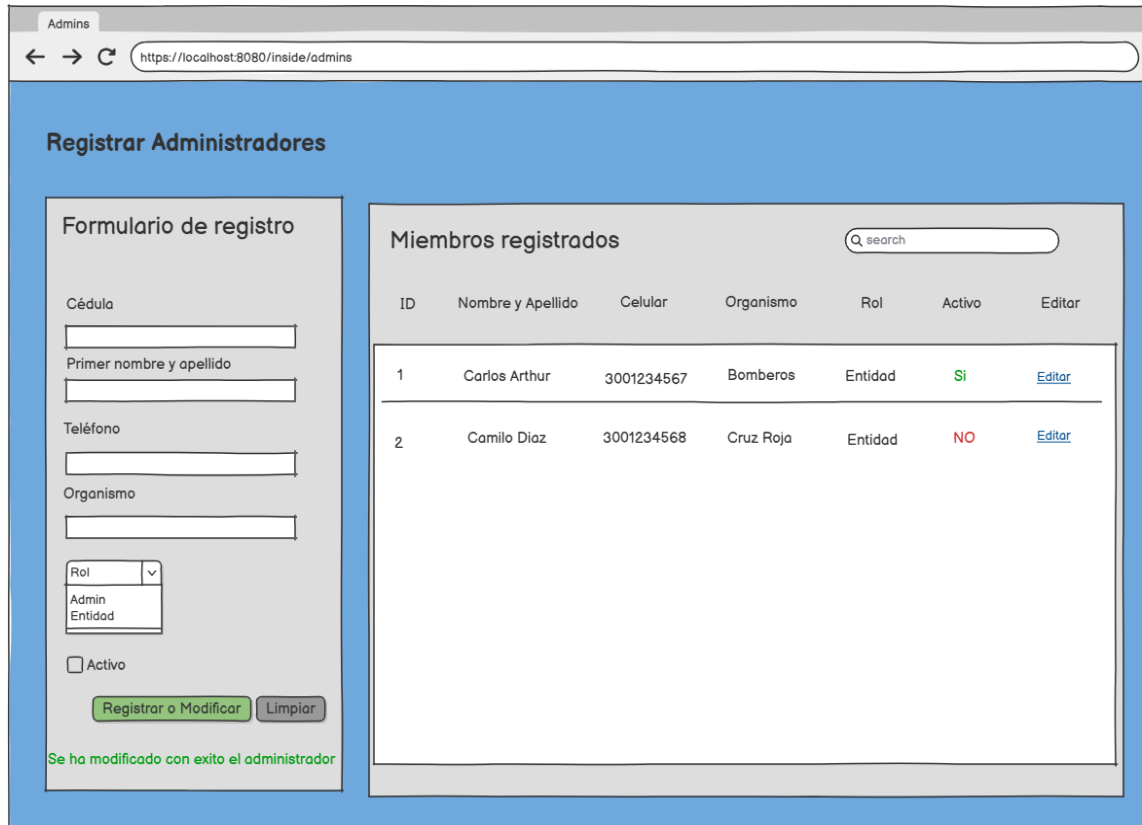 Admins
https://localhost:8080/inside/admins
Registrar Administradores
Formulario de registro
Cédula
Primer nombre y apellido
Teléfono
Organismo
Rol
Admin
Entidad
Activo
Registrar o Modificar Limpiar
Se ha modificado con exito el administrador
Miembros registrados search
ID Nombre y Apellido Celular Organismo Rol Activo Editar
1 Carlos Arthur 3001234567 Bomberos Entidad Si Editar
2 Camilo Diaz 3001234568 Cruz Roja Entidad NO Editar